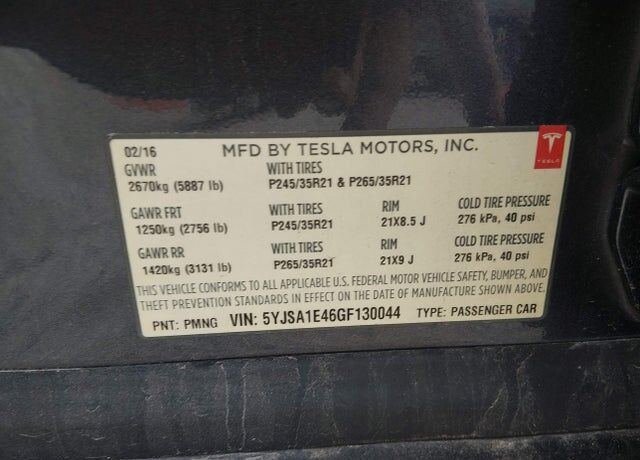 02/16 MFD BY TESLA MOTORS, INC.
TESLA
GVWR WITH TIRES
2670kg (5887 lb) P245/35R21 & P265/35R21
GAWR FRT WITH TIRES RIM COLD TIRE PRESSURE
1250kg (2756 lb) P245/35R21 21X8.5 J 276 kPa, 40 psi
GAWR RR WITH TIRES RIM COLD TIRE PRESSURE
1420kg (3131 lb) P265/35R21 21X9 J 276 kPa, 40 psi
THIS VEHICLE CONFORMS TO ALL APPLICABLE U.S. FEDERAL MOTOR VEHICLE SAFETY, BUMPER, AND
THEFT PREVENTION STANDARDS IN EFFECT ON THE DATE OF MANUFACTURE SHOWN ABOVE.
PNT: PMNG VIN: 5YJSA1E46GF130044 TYPE: PASSENGER CAR